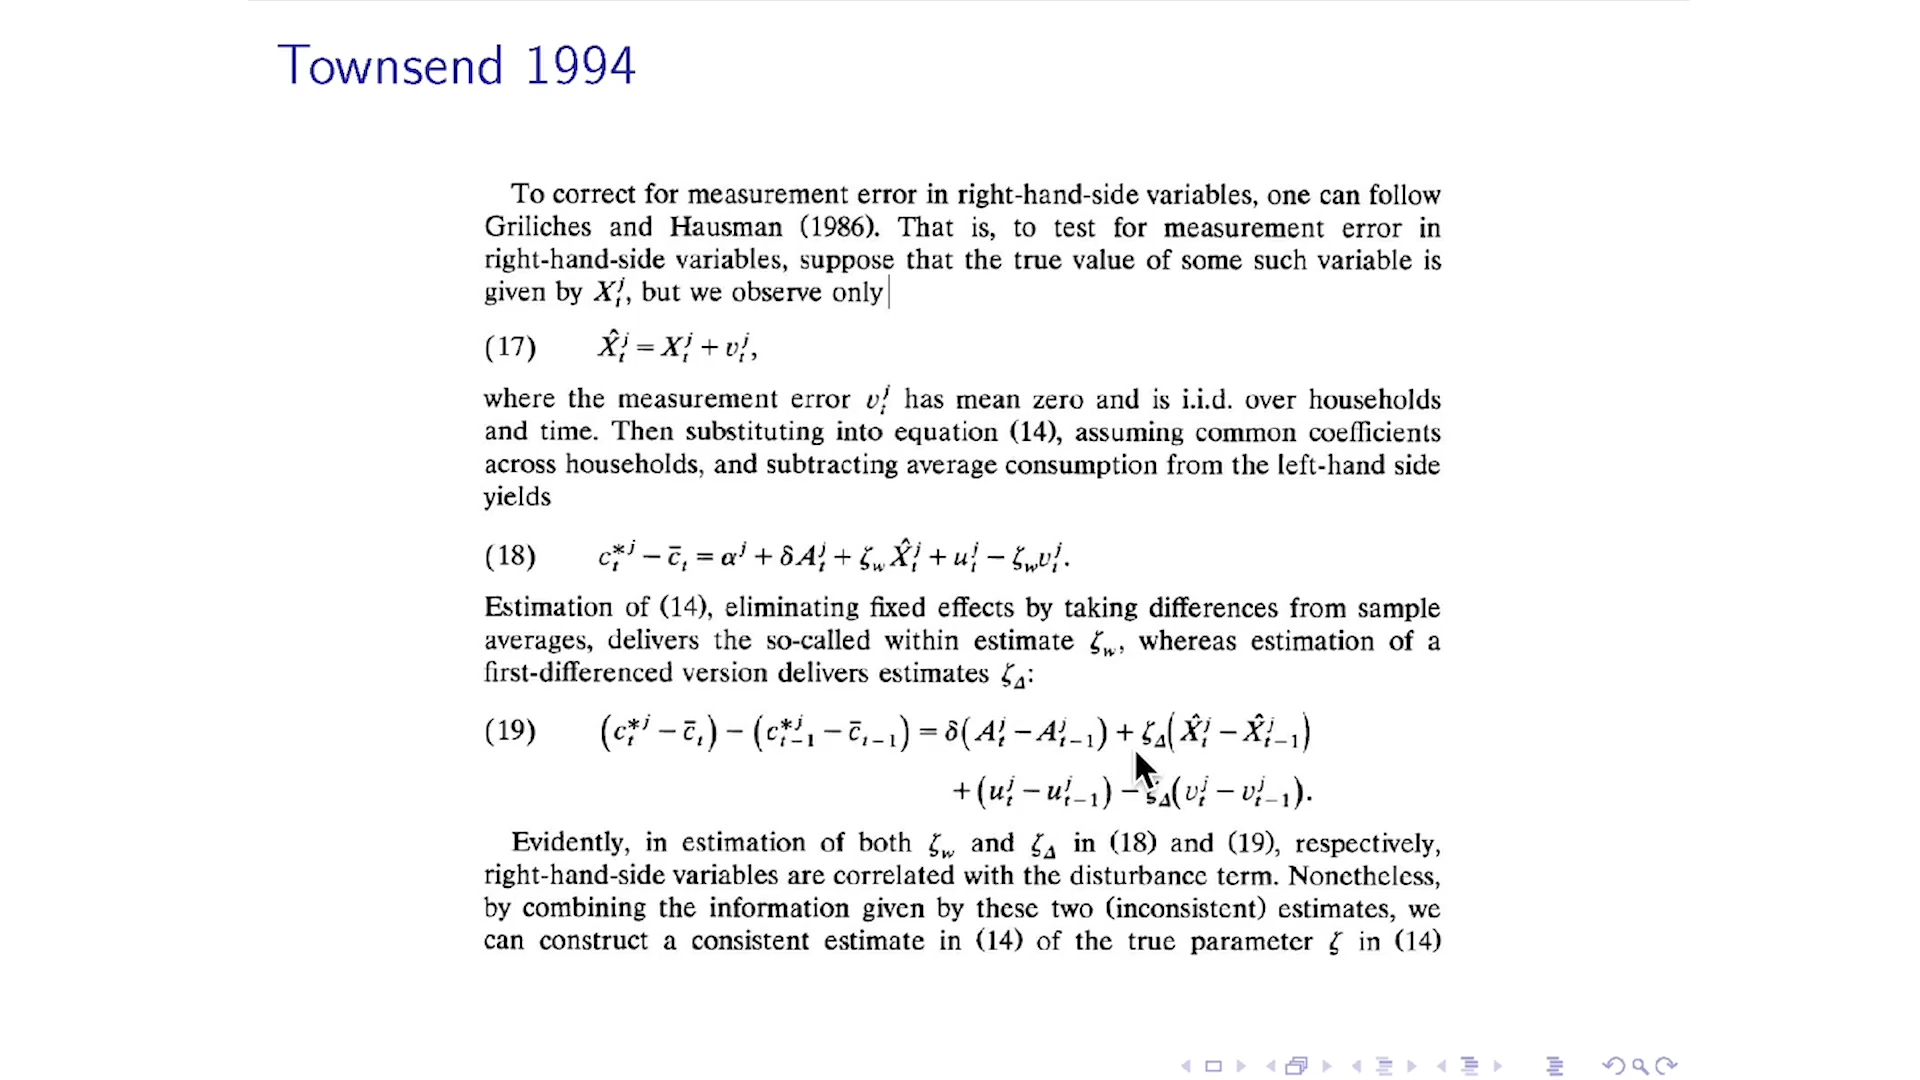 Townsend 1994
To correct for measurement error in right-hand-side variables, one can follow
Griliches and Hausman (1986). That is, to test for measurement error in
right-hand-side variables, suppose that the true value of some such variable is
given by X_t^j, but we observe only
(17) X̂_t^j = X_t^j + υ_t^j,
where the measurement error υ_t^j has mean zero and is i.i.d. over households
and time. Then substituting into equation (14), assuming common coefficients
across households, and subtracting average consumption from the left-hand side
yields
(18) c_t^{*j} − c̄_t = α^j + δA_t^j + ζ_w X̂_t^j + u_t^j − ζ_w υ_t^j.
Estimation of (14), eliminating fixed effects by taking differences from sample
averages, delivers the so-called within estimate ζ_w, whereas estimation of a
first-differenced version delivers estimates ζ_Δ:
(19) (c_t^{*j} − c̄_t) − (c_{t−1}^{*j} − c̄_{t−1}) = δ(A_t^j − A_{t−1}^j) + ζ_Δ(X̂_t^j − X̂_{t−1}^j)
+ (u_t^j − u_{t−1}^j) − ζ_Δ(υ_t^j − υ_{t−1}^j).
Evidently, in estimation of both ζ_w and ζ_Δ in (18) and (19), respectively,
right-hand-side variables are correlated with the disturbance term. Nonetheless,
by combining the information given by these two (inconsistent) estimates, we
can construct a consistent estimate in (14) of the true parameter ζ in (14)